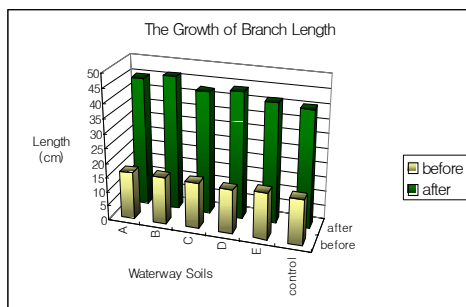 The Growth of Branch Length
50
45
40
35
30
25
20
15
10
5
0
Length
(cm)
A
B
C
D
E
control
after
before
Waterway Soils
before
after